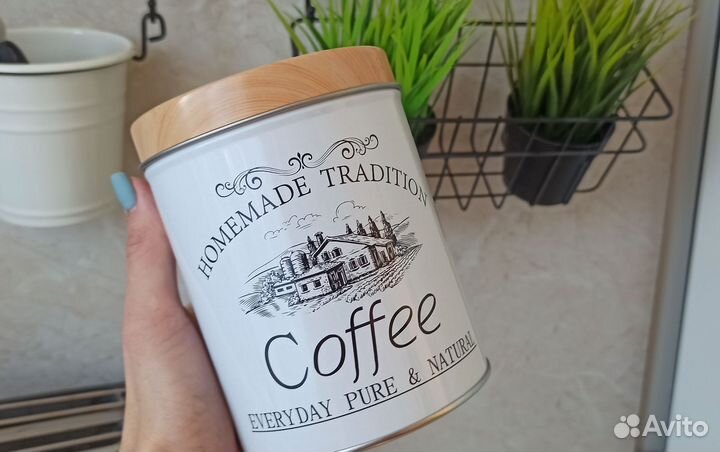 HOMEMADE TRADITION
Coffee
EVERYDAY PURE & NATURAL
Avito